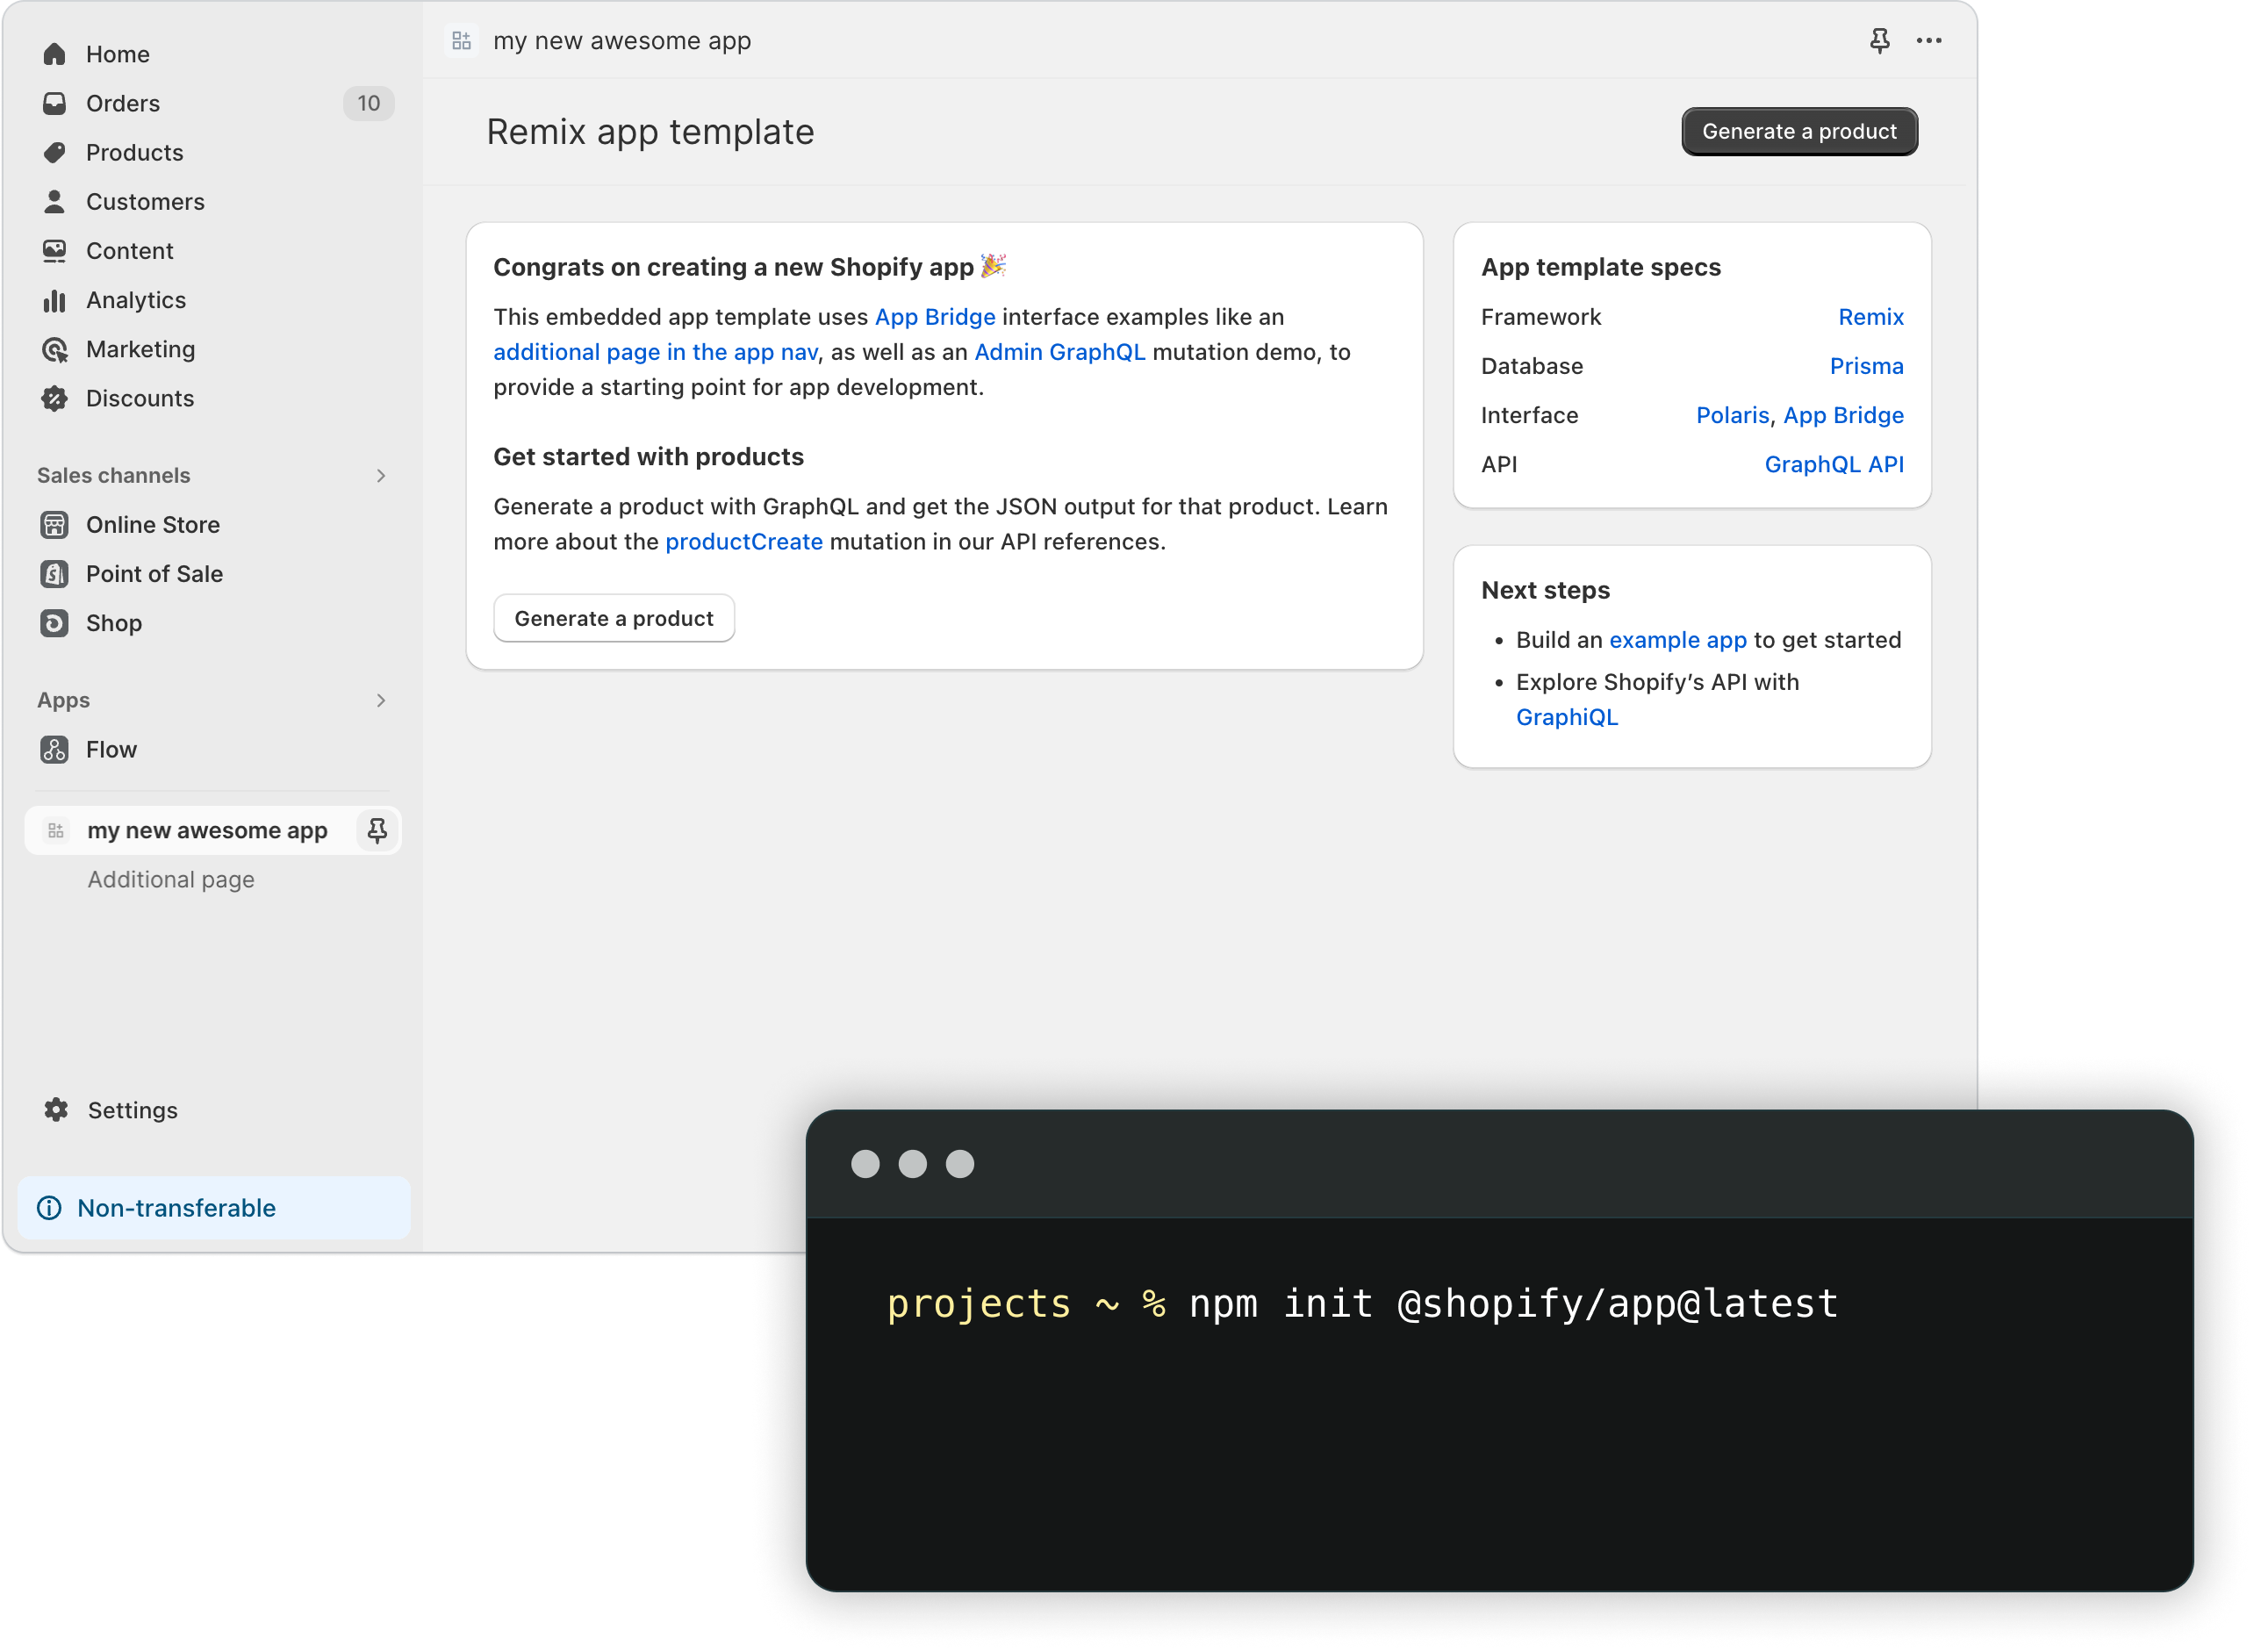 Home
Orders 10
Products
Customers
Content
Analytics
Marketing
Discounts
Sales channels
Online Store
Point of Sale
Shop
Apps
Flow
my new awesome app
Additional page
Settings
Non-transferable
my new awesome app
Remix app template
Generate a product
Congrats on creating a new Shopify app 🎉
This embedded app template uses App Bridge interface examples like an
additional page in the app nav, as well as an Admin GraphQL mutation demo, to
provide a starting point for app development.
Get started with products
Generate a product with GraphQL and get the JSON output for that product. Learn
more about the productCreate mutation in our API references.
Generate a product
App template specs
Framework Remix
Database Prisma
Interface Polaris, App Bridge
API GraphQL API
Next steps
• Build an example app to get started
• Explore Shopify’s API with
GraphiQL
projects ~ % npm init @shopify/app@latest